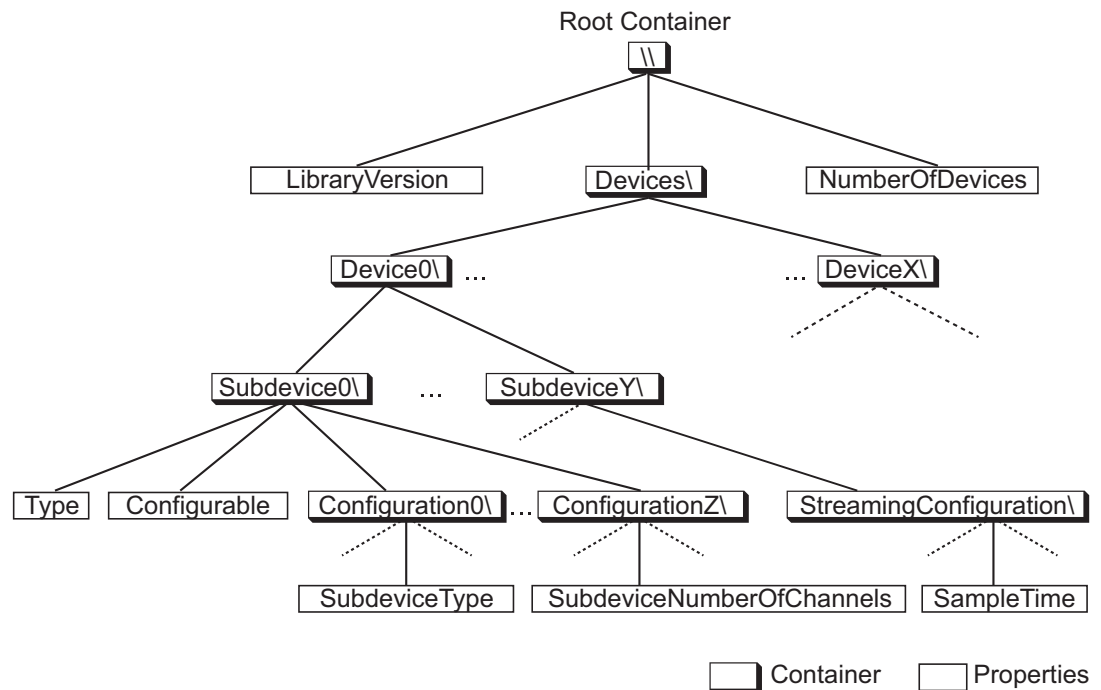 Root Container
\\
LibraryVersion
Devices\
NumberOfDevices
Device0\
...
...
DeviceX\
Subdevice0\
...
SubdeviceY\
Type
Configurable
Configuration0\
...
ConfigurationZ\
StreamingConfiguration\
SubdeviceType
SubdeviceNumberOfChannels
SampleTime
Container
Properties